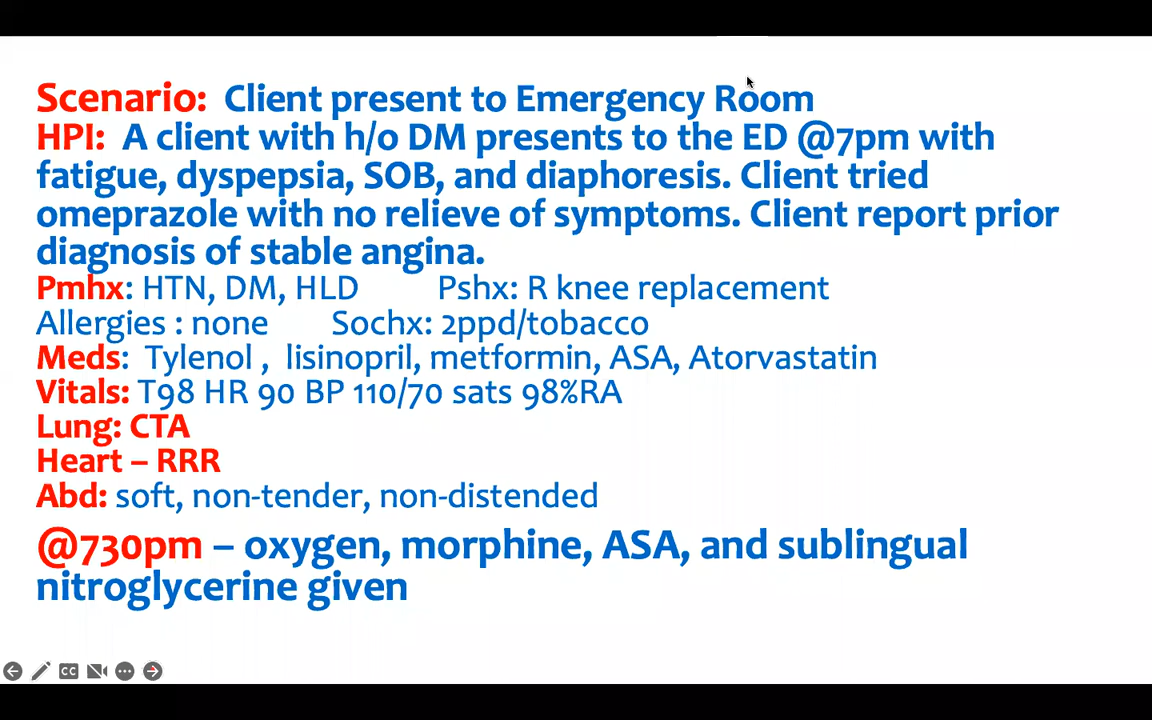 Scenario: Client present to Emergency Room
HPI: A client with h/o DM presents to the ED @7pm with
fatigue, dyspepsia, SOB, and diaphoresis. Client tried
omeprazole with no relieve of symptoms. Client report prior
diagnosis of stable angina.
Pmhx: HTN, DM, HLD Pshx: R knee replacement
Allergies : none Sochx: 2ppd/tobacco
Meds: Tylenol , lisinopril, metformin, ASA, Atorvastatin
Vitals: T98 HR 90 BP 110/70 sats 98%RA
Lung: CTA
Heart – RRR
Abd: soft, non-tender, non-distended
@730pm – oxygen, morphine, ASA, and sublingual
nitroglycerine given
CC